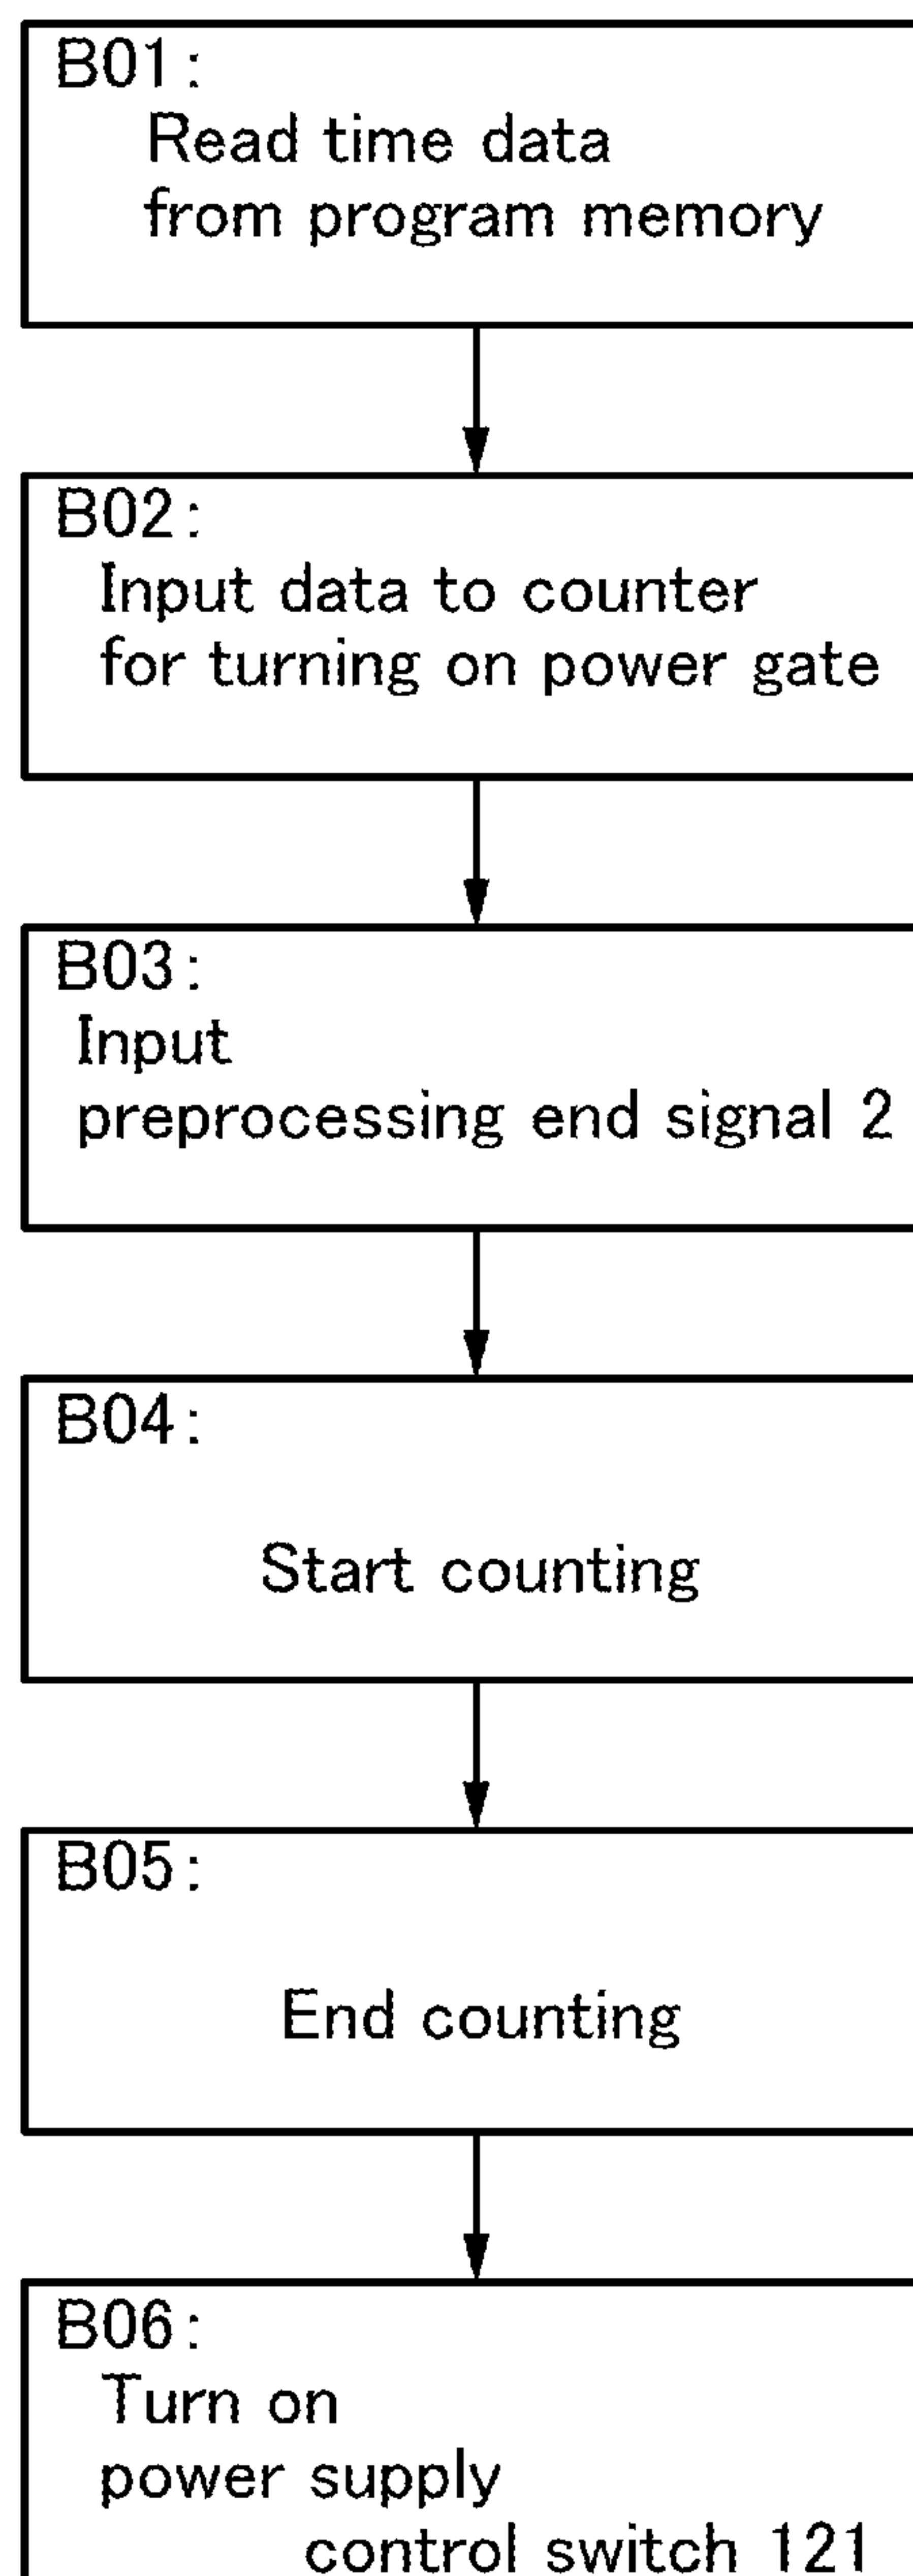 B01:
Read time data
from program memory
B02:
Input data to counter
for turning on power gate
B03:
Input
preprocessing end signal 2
B04:
Start counting
B05:
End counting
B06:
Turn on
power supply
control switch 121